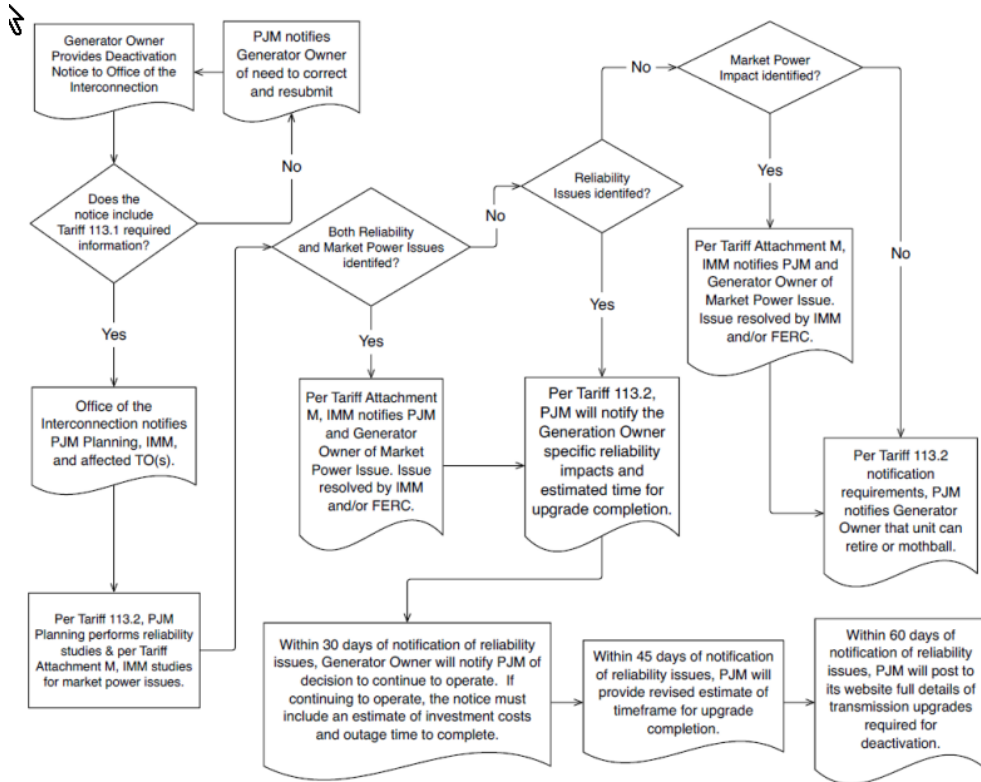 Generator Owner
Provides Deactivation
Notice to Office of the
Interconnection
PJM notifies
Generator Owner
of need to correct
and resubmit
No
Does the
notice include
Tariff 113.1 required
information?
Yes
Office of the
Interconnection notifies
PJM Planning, IMM,
and affected TO(s).
Per Tariff 113.2, PJM
Planning performs reliability
studies & per Tariff
Attachment M, IMM studies
for market power issues.
Both Reliability
and Market Power Issues
identifed?
No
Yes
Per Tariff Attachment
M, IMM notifies PJM
and Generator
Owner of Market
Power Issue. Issue
resolved by IMM
and/or FERC.
Reliability
Issues identifed?
No
Yes
Per Tariff 113.2,
PJM will notify the
Generation Owner
specific reliability
impacts and
estimated time for
upgrade completion.
Market Power
Impact identified?
Yes
No
Per Tariff Attachment M,
IMM notifies PJM and
Generator Owner of
Market Power Issue.
Issue resolved by IMM
and/or FERC.
Per Tariff 113.2
notification
requirements, PJM
notifies Generator
Owner that unit can
retire or mothball.
Within 30 days of notification of reliability
issues, Generator Owner will notify PJM of
decision to continue to operate. If
continuing to operate, the notice must
include an estimate of investment costs
and outage time to complete.
Within 45 days of notification
of reliability issues, PJM will
provide revised estimate of
timeframe for upgrade
completion.
Within 60 days of
notification of reliability
issues, PJM will post to
its website full details of
transmission upgrades
required for
deactivation.